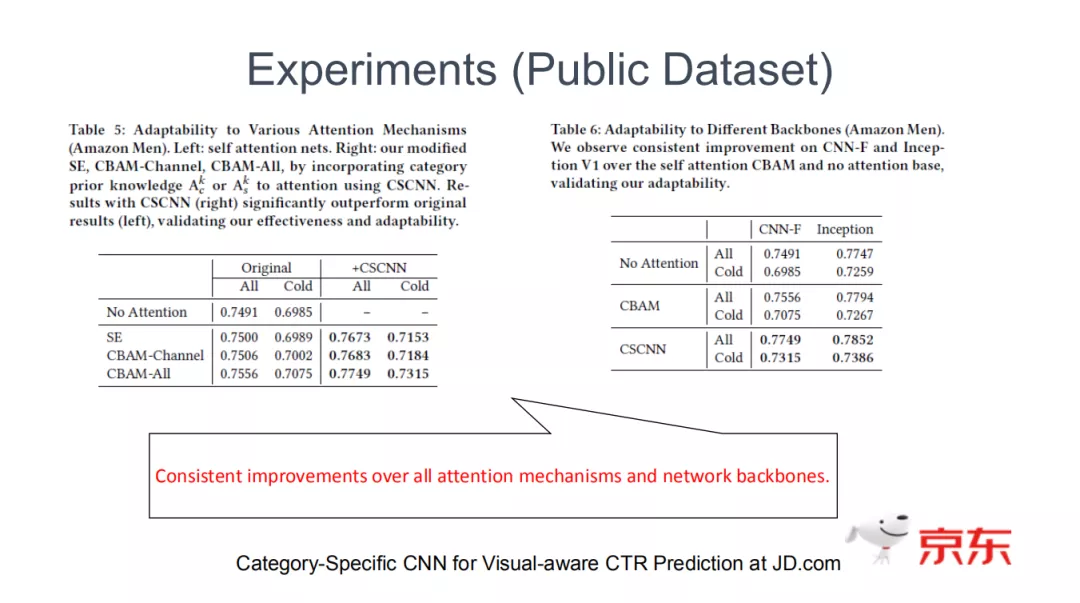 Experiments (Public Dataset)
Table 5: Adaptability to Various Attention Mechanisms
(Amazon Men). Left: self attention nets. Right: our modified
SE, CBAM-Channel, CBAM-All, by incorporating category
prior knowledge A_c^k or A_s^k to attention using CSCNN. Re-
sults with CSCNN (right) significantly outperform original
results (left), validating our effectiveness and adaptability.
Original +CSCNN
All Cold All Cold
No Attention 0.7491 0.6985 – –
SE 0.7500 0.6989 0.7673 0.7153
CBAM-Channel 0.7506 0.7002 0.7683 0.7184
CBAM-All 0.7556 0.7075 0.7749 0.7315
Table 6: Adaptability to Different Backbones (Amazon Men).
We observe consistent improvement on CNN-F and Incep-
tion V1 over the self attention CBAM and no attention base,
validating our adaptability.
CNN-F Inception
No Attention All 0.7491 0.7747
Cold 0.6985 0.7259
CBAM All 0.7556 0.7794
Cold 0.7075 0.7267
CSCNN All 0.7749 0.7852
Cold 0.7315 0.7386
Consistent improvements over all attention mechanisms and network backbones.
Category-Specific CNN for Visual-aware CTR Prediction at JD.com
京东